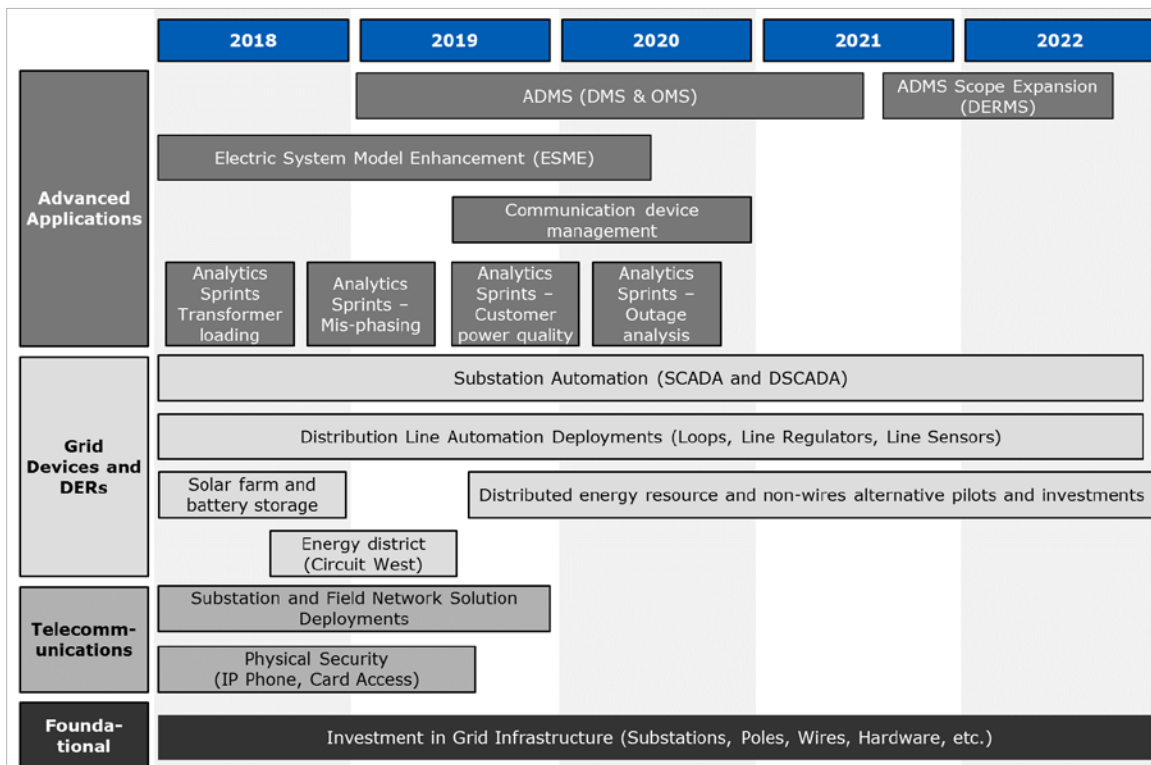 2018
2019
2020
2021
2022
Advanced
Applications
ADMS (DMS & OMS)
ADMS Scope Expansion
(DERMS)
Electric System Model Enhancement (ESME)
Communication device
management
Analytics
Sprints
Transformer
loading
Analytics
Sprints –
Mis-phasing
Analytics
Sprints –
Customer
power quality
Analytics
Sprints –
Outage
analysis
Grid
Devices and
DERs
Substation Automation (SCADA and DSCADA)
Distribution Line Automation Deployments (Loops, Line Regulators, Line Sensors)
Solar farm and
battery storage
Distributed energy resource and non-wires alternative pilots and investments
Energy district
(Circuit West)
Telecomm-
unications
Substation and Field Network Solution
Deployments
Physical Security
(IP Phone, Card Access)
Founda-
tional
Investment in Grid Infrastructure (Substations, Poles, Wires, Hardware, etc.)